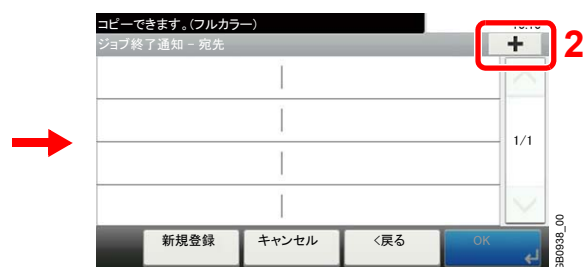 コピーできます。(フルカラー)
ジョブ終了通知 - 宛先
+
2
1/1
新規登録 キャンセル <戻る OK
GB0938_00